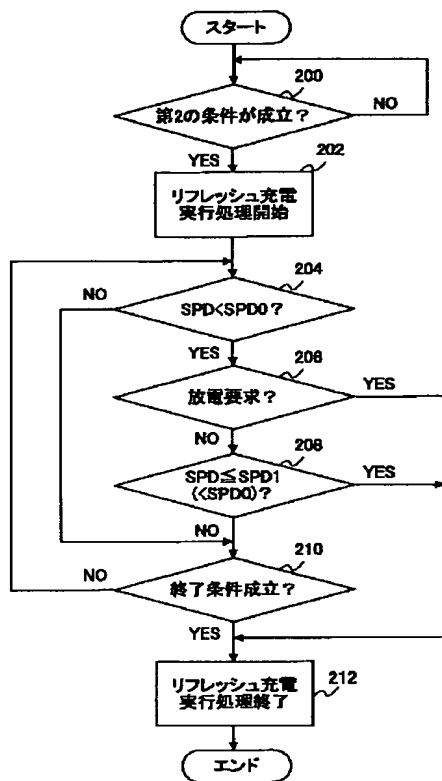 スタート
200
第2の条件が成立？
NO
YES
202
リフレッシュ充電
実行処理開始
204
NO
SPD<SPD0？
YES
206
放電要求？
YES
NO
208
SPD≦SPD1
(<SPD0)？
YES
NO
210
NO
終了条件成立？
YES
リフレッシュ充電
実行処理終了
212
エンド